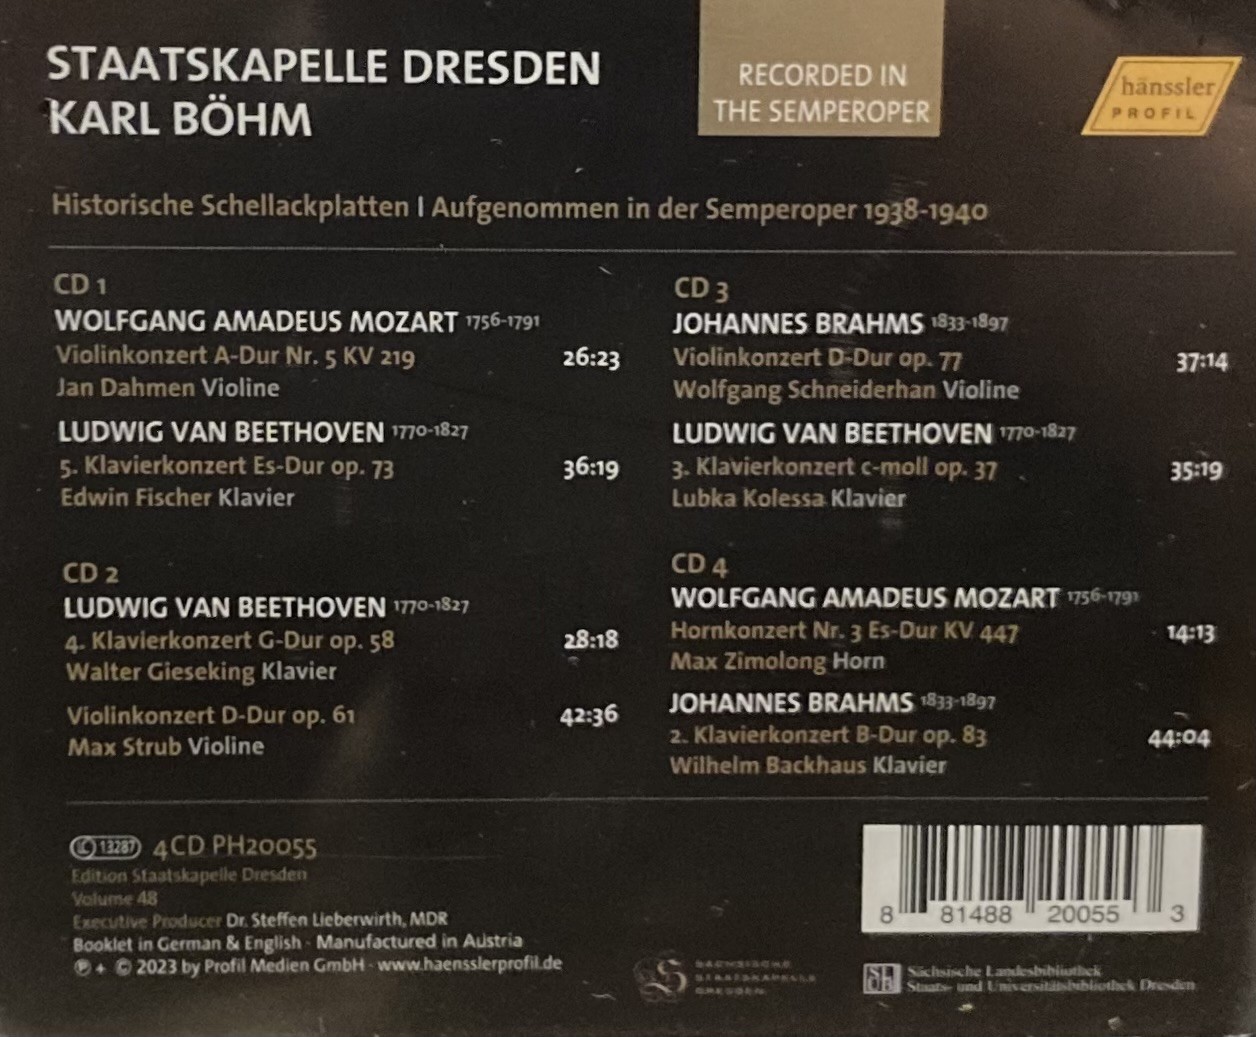 STAATSKAPELLE DRESDEN
KARL BÖHM
RECORDED IN
THE SEMPEROPER
hänssler
PROFIL
Historische Schellackplatten I Aufgenommen in der Semperoper 1938-1940
CD 1
WOLFGANG AMADEUS MOZART 1756-1791
Violinkonzert A-Dur Nr. 5 KV 219 26:23
Jan Dahmen Violine
LUDWIG VAN BEETHOVEN 1770-1827
5. Klavierkonzert Es-Dur op. 73 36:19
Edwin Fischer Klavier
CD 2
LUDWIG VAN BEETHOVEN 1770-1827
4. Klavierkonzert G-Dur op. 58 28:18
Walter Gieseking Klavier
Violinkonzert D-Dur op. 61 42:36
Max Strub Violine
CD 3
JOHANNES BRAHMS 1833-1897
Violinkonzert D-Dur op. 77 37:14
Wolfgang Schneiderhan Violine
LUDWIG VAN BEETHOVEN 1770-1827
3. Klavierkonzert c-moll op. 37 35:19
Lubka Kolessa Klavier
CD 4
WOLFGANG AMADEUS MOZART 1756-1791
Hornkonzert Nr. 3 Es-Dur KV 447 14:13
Max Zimolong Horn
JOHANNES BRAHMS 1833-1897
2. Klavierkonzert B-Dur op. 83 44:04
Wilhelm Backhaus Klavier
LC 13287 4CD PH20055
Edition Staatskapelle Dresden
Volume 48
Executive Producer Dr. Steffen Lieberwirth, MDR
Booklet in German & English · Manufactured in Austria
℗ + © 2023 by Profil Medien GmbH · www.haensslerprofil.de
8 81488 20055 3
SÄCHSISCHE
STAATSKAPELLE
DRESDEN
SLUB
Sächsische Landesbibliothek
Staats- und Universitätsbibliothek Dresden